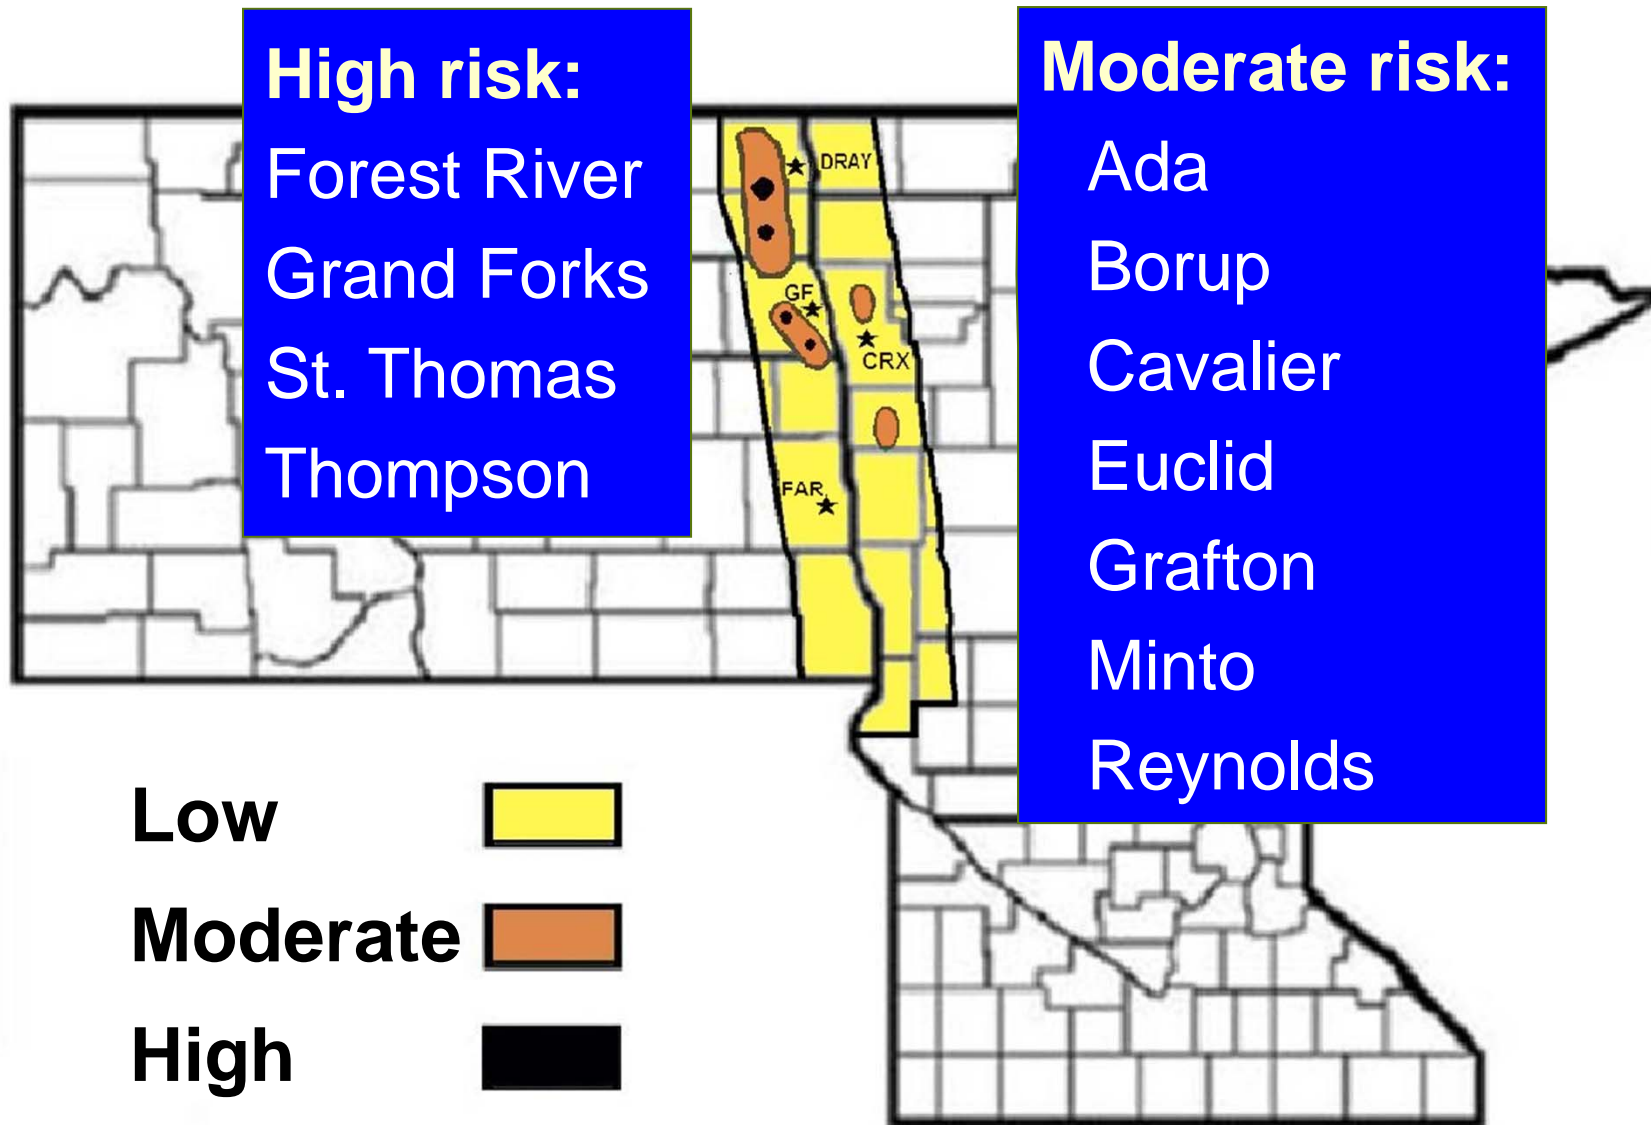 High risk:
Forest River
Grand Forks
St. Thomas
Thompson
Moderate risk:
Ada
Borup
Cavalier
Euclid
Grafton
Minto
Reynolds
DRAY
GF
CRX
FAR
Low
Moderate
High